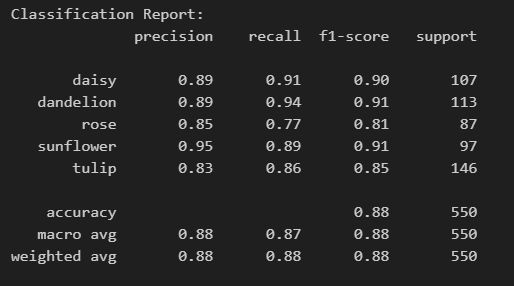 Classification Report:
precision recall f1-score support
daisy 0.89 0.91 0.90 107
dandelion 0.89 0.94 0.91 113
rose 0.85 0.77 0.81 87
sunflower 0.95 0.89 0.91 97
tulip 0.83 0.86 0.85 146
accuracy 0.88 550
macro avg 0.88 0.87 0.88 550
weighted avg 0.88 0.88 0.88 550